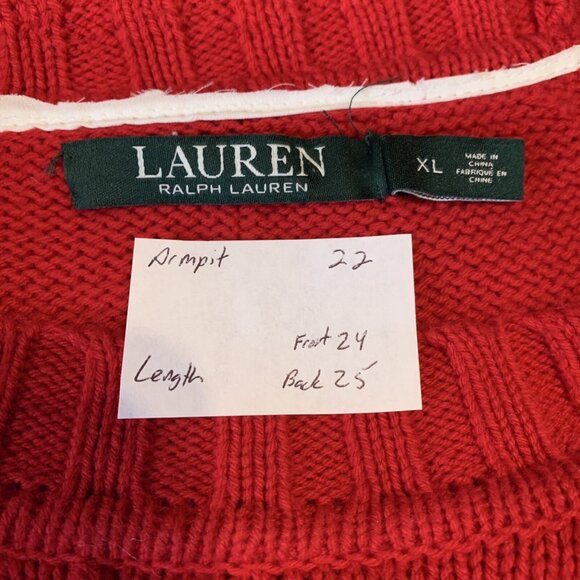 LAUREN
RALPH LAUREN
XL
MADE IN
CHINA
FABRIQUÉ EN
CHINE
Armpit 22
Front 24
Length Back 25